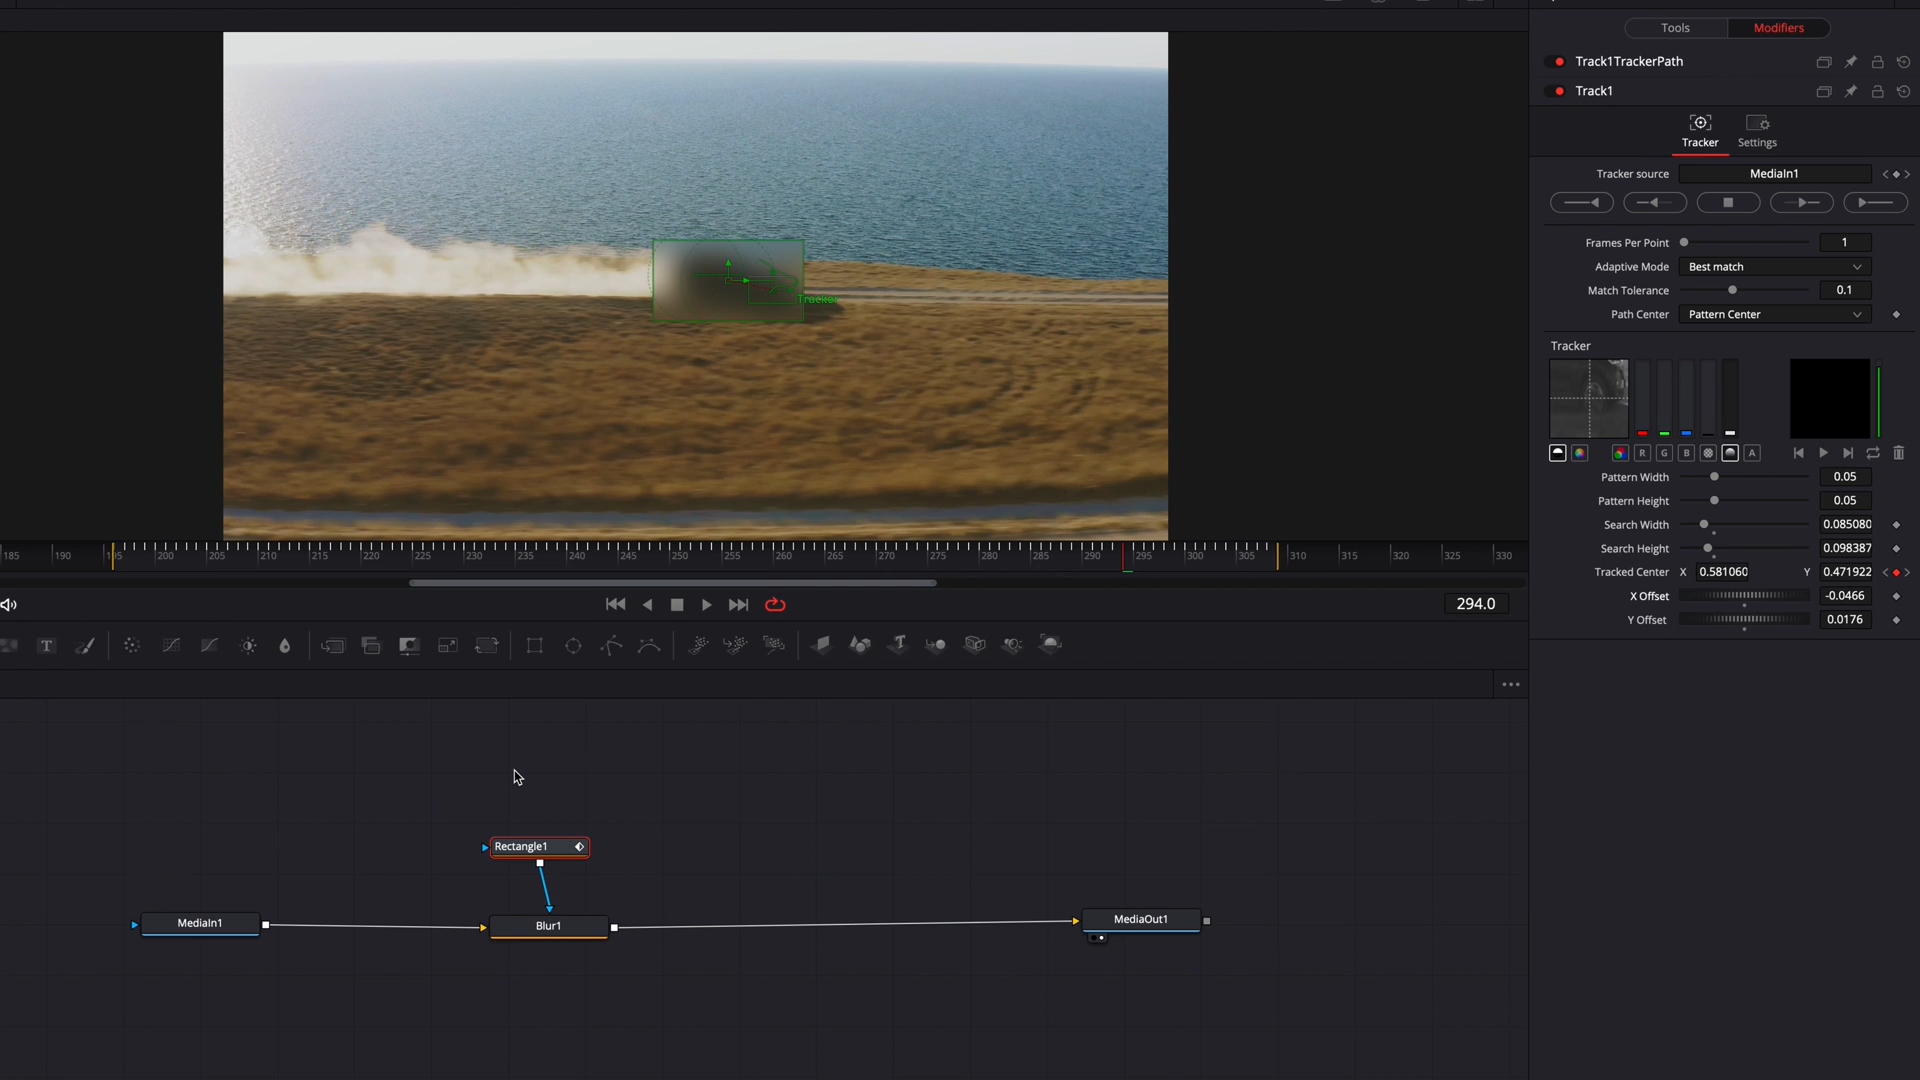 Tools Modifiers
Track1TrackerPath
Track1
Tracker Settings
Tracker source MediaIn1
Frames Per Point 1
Adaptive Mode Best match
Match Tolerance 0.1
Path Center Pattern Center
Tracker
R G B A
Pattern Width 0.05
Pattern Height 0.05
Search Width 0.085080
Search Height 0.098387
Tracked Center X 0.581060 Y 0.471922
X Offset -0.0466
Y Offset 0.0176
Tracker
185 190 195 200 205 210 215 220 225 230 235 240 245 250 255 260 265 270 275 280 285 290 295 300 305 310 315 320 325 330
294.0
T
Rectangle1
MediaIn1
Blur1
MediaOut1